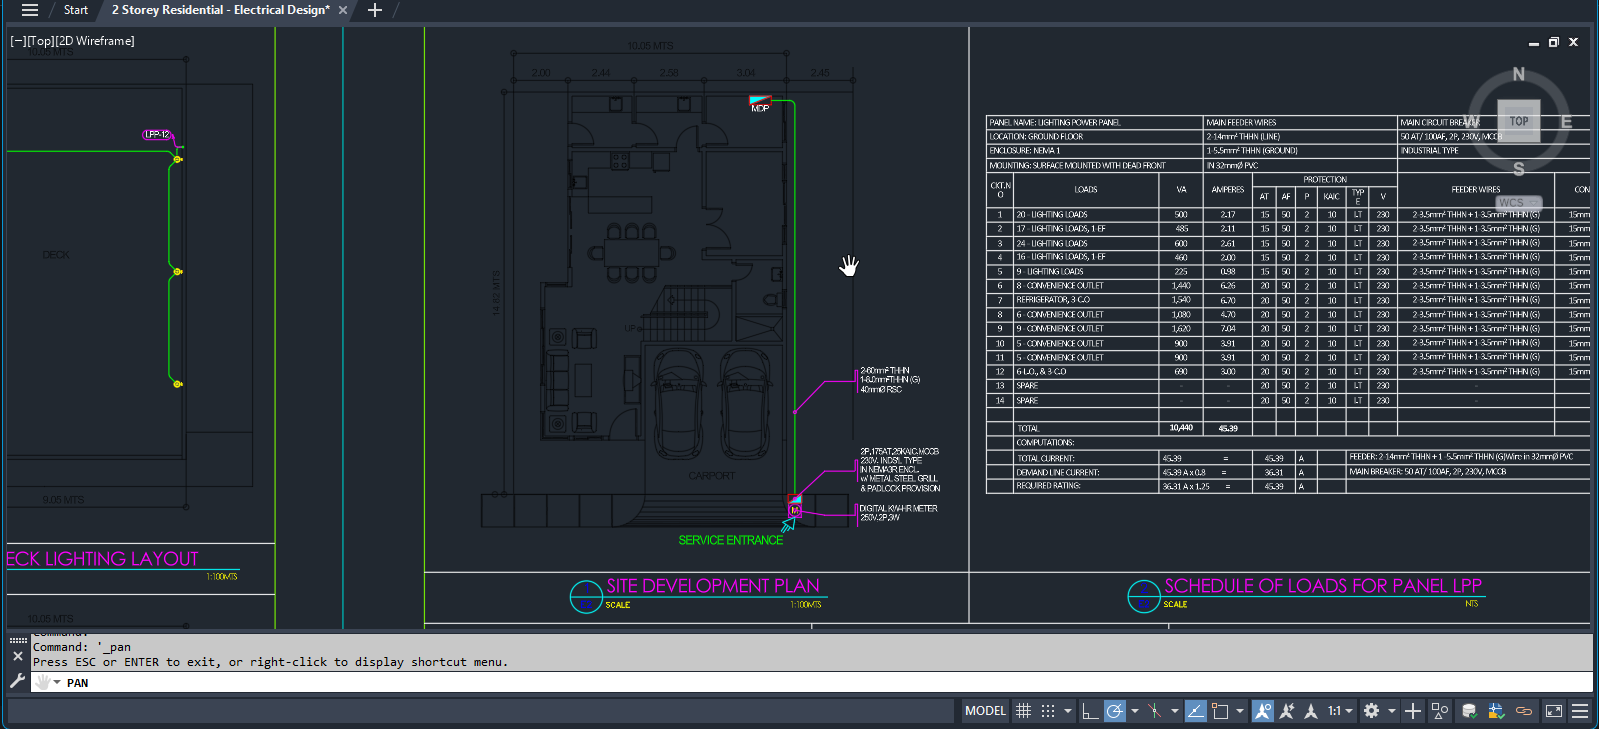 Start
2 Storey Residential - Electrical Design*
[−][Top][2D Wireframe]
10.05 MTS
LPP-12
DECK
9.05 MTS
ECK LIGHTING LAYOUT
1:100MTS
10.05 MTS
10.05 MTS
2.00 2.44 2.58 3.04 2.45
MDP
14.62 MTS
UP
CARPORT
2-60mm² THHN
1-8.0mm²THHN (G)
40mmØ RSC
2P,175AT,25KAIC,MCCB
230V. INDS'L TYPE
IN NEMA3R ENCL.
W/ METAL STEEL GRILL
& PADLOCK PROVISION
M
DIGITAL KW-HR METER
250V.2P,3W
SERVICE ENTRANCE
SITE DEVELOPMENT PLAN
SCALE 1:100MTS
PANEL NAME: LIGHTING POWER PANEL MAIN FEEDER WIRES MAIN CIRCUIT BREAKER
LOCATION: GROUND FLOOR 2-14mm² THHN (LINE) 50 AT/ 100AF, 2P, 230V, MCCB
ENCLOSURE: NEMA 1 1-5.5mm² THHN (GROUND) INDUSTRIAL TYPE
MOUNTING: SURFACE MOUNTED WITH DEAD FRONT IN 32mmØ PVC
CKT.NO LOADS VA AMPERES PROTECTION FEEDER WIRES CON
AT AF P KAIC TYPE V
1 20 - LIGHTING LOADS 500 2.17 15 50 2 10 I.T 230 2-3.5mm² THHN + 1-3.5mm² THHN (G) 15mm
2 17 - LIGHTING LOADS, 1-EF 485 2.11 15 50 2 10 I.T 230 2-3.5mm² THHN + 1-3.5mm² THHN (G) 15mm
3 24 - LIGHTING LOADS 600 2.61 15 50 2 10 I.T 230 2-3.5mm² THHN + 1-3.5mm² THHN (G) 15mm
4 16 - LIGHTING LOADS, 1-EF 460 2.00 15 50 2 10 I.T 230 2-3.5mm² THHN + 1-3.5mm² THHN (G) 15mm
5 9 - LIGHTING LOADS 225 0.98 15 50 2 10 I.T 230 2-3.5mm² THHN + 1-3.5mm² THHN (G) 15mm
6 8 - CONVENIENCE OUTLET 1,440 6.26 20 50 2 10 I.T 230 2-3.5mm² THHN + 1-3.5mm² THHN (G) 15mm
7 REFRIGERATOR, 3-C.O 1,540 6.70 20 50 2 10 I.T 230 2-3.5mm² THHN + 1-3.5mm² THHN (G) 15mm
8 6 - CONVENIENCE OUTLET 1,080 4.70 20 50 2 10 I.T 230 2-3.5mm² THHN + 1-3.5mm² THHN (G) 15mm
9 9 - CONVENIENCE OUTLET 1,620 7.04 20 50 2 10 I.T 230 2-3.5mm² THHN + 1-3.5mm² THHN (G) 15mm
10 5 - CONVENIENCE OUTLET 900 3.91 20 50 2 10 I.T 230 2-3.5mm² THHN + 1-3.5mm² THHN (G) 15mm
11 5 - CONVENIENCE OUTLET 900 3.91 20 50 2 10 I.T 230 2-3.5mm² THHN + 1-3.5mm² THHN (G) 15mm
12 6-L.O., & 3-C.O 690 3.00 20 50 2 10 I.T 230 2-3.5mm² THHN + 1-3.5mm² THHN (G) 15mm
13 SPARE - - 20 50 2 10 I.T 230 -
14 SPARE - - 20 50 2 10 I.T 230 -
TOTAL 10,440 45.39
COMPUTATIONS:
TOTAL CURRENT: 45.39 = 45.39 A FEEDER: 2-14mm² THHN + 1-5.5mm² THHN (G)Wire in 32mmØ PVC
DEMAND LINE CURRENT: 45.39 A x 0.8 = 36.31 A MAIN BREAKER: 50 AT/ 100AF, 2P, 230V, MCCB
REQUIRED RATING: 36.31 A x 1.25 = 45.39 A
SCHEDULE OF LOADS FOR PANEL LPP
SCALE NTS
N
W TOP E
S
WCS
Command:
Command: '_pan
Press ESC or ENTER to exit, or right-click to display shortcut menu.
PAN
MODEL 1:1